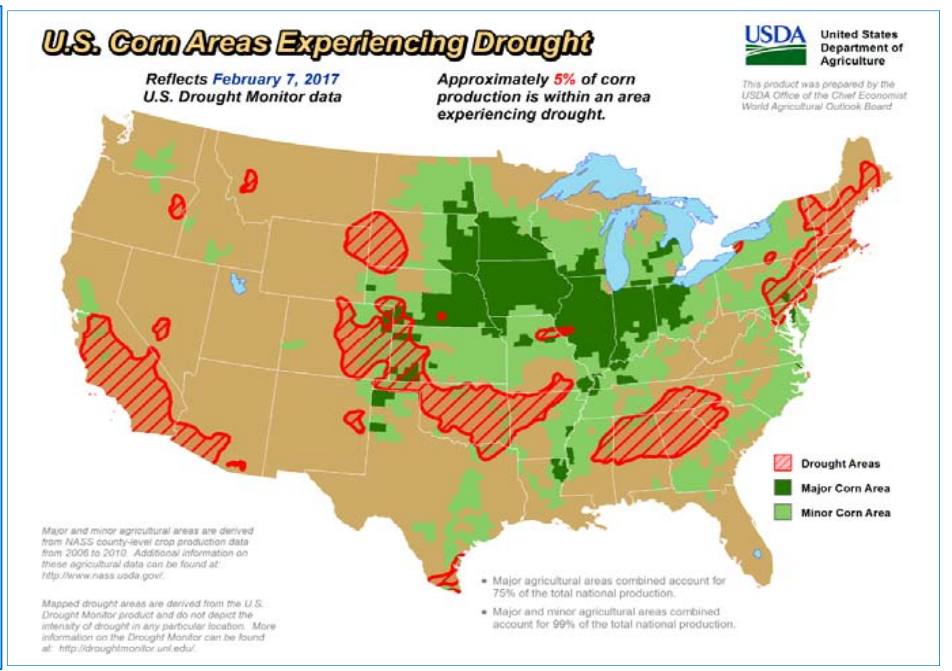 U.S. Corn Areas Experiencing Drought
Reflects February 7, 2017
U.S. Drought Monitor data
Approximately 5% of corn
production is within an area
experiencing drought.
USDA
United States
Department of
Agriculture
This product was prepared by the
USDA Office of the Chief Economist
World Agricultural Outlook Board
Drought Areas
Major Corn Area
Minor Corn Area
Major and minor agricultural areas are derived
from NASS county-level crop production data
from 2006 to 2010. Additional information on
these agricultural data can be found at:
http://www.nass.usda.gov/.
Mapped drought areas are derived from the U.S.
Drought Monitor product and do not depict the
intensity of drought in any particular location. More
information on the Drought Monitor can be found
at: http://droughtmonitor.unl.edu/.
• Major agricultural areas combined account for
75% of the total national production.
• Major and minor agricultural areas combined
account for 99% of the total national production.